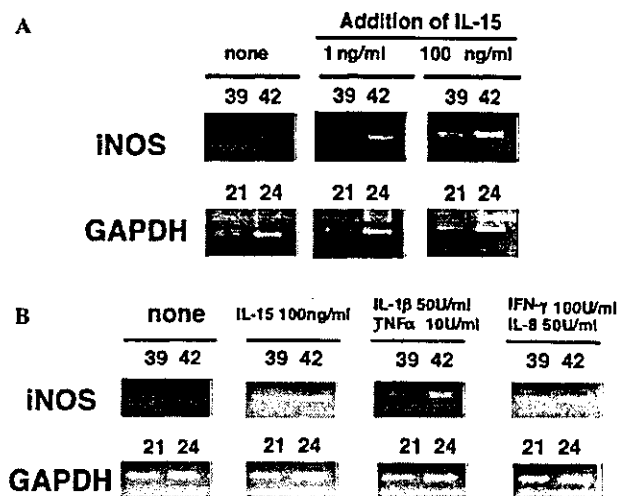 A
Addition of IL-15
none 1 ng/ml 100 ng/ml
39 42 39 42 39 42
iNOS
21 24 21 24 21 24
GAPDH
B
none IL-15 100ng/ml IL-1β 50U/ml IFN-γ 100U/ml
TNFα 10U/ml IL-8 50U/ml
39 42 39 42 39 42 39 42
iNOS
21 24 21 24 21 24 21 24
GAPDH